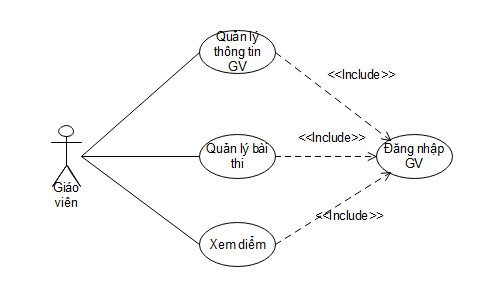 Quản lý
thông tin
GV
<<Include>>
<<Include>>
Quản lý bài
thi
Đăng nhập
GV
Giáo
viên
<<Include>>
Xem điểm